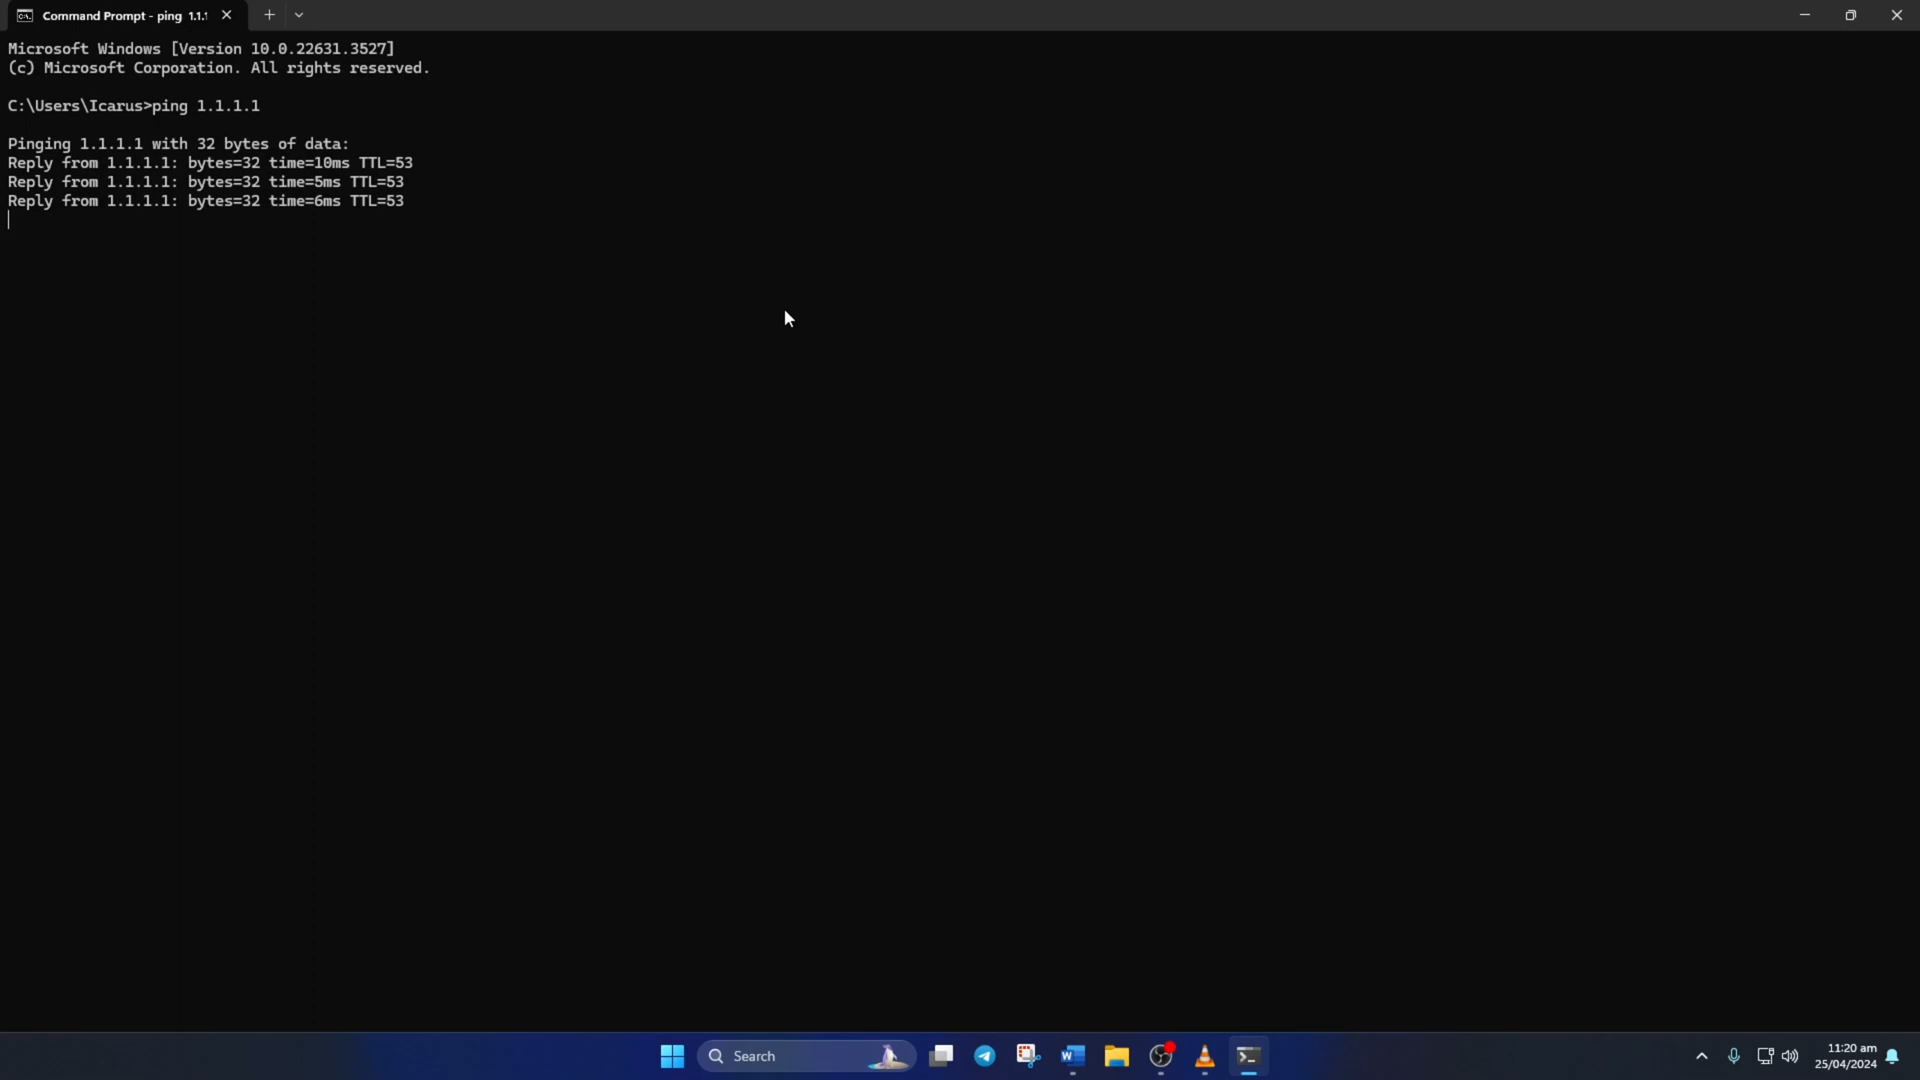 Command Prompt - ping 1.1.1
Microsoft Windows [Version 10.0.22631.3527]
(c) Microsoft Corporation. All rights reserved.
C:\Users\Icarus>ping 1.1.1.1
Pinging 1.1.1.1 with 32 bytes of data:
Reply from 1.1.1.1: bytes=32 time=10ms TTL=53
Reply from 1.1.1.1: bytes=32 time=5ms TTL=53
Reply from 1.1.1.1: bytes=32 time=6ms TTL=53
Search
11:20 am
25/04/2024